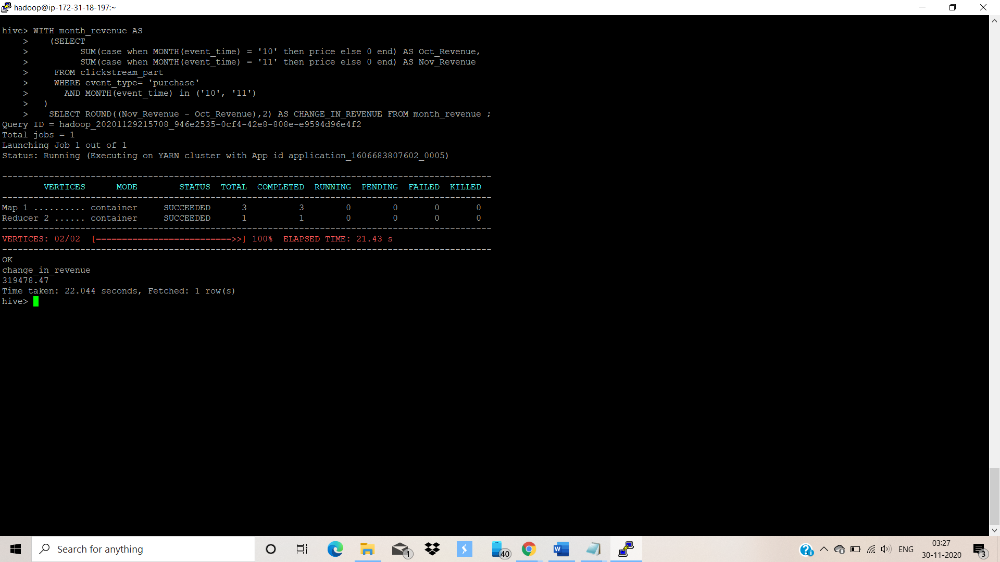 hadoop@ip-172-31-18-197:~
hive> WITH month_revenue AS
    >    (SELECT
    >          SUM(case when MONTH(event_time) = '10' then price else 0 end) AS Oct_Revenue,
    >          SUM(case when MONTH(event_time) = '11' then price else 0 end) AS Nov_Revenue
    >     FROM clickstream_part
    >     WHERE event_type= 'purchase'
    >       AND MONTH(event_time) in ('10', '11')
    >   )
    >    SELECT ROUND((Nov_Revenue - Oct_Revenue),2) AS CHANGE_IN_REVENUE FROM month_revenue ;
Query ID = hadoop_20201129215708_946e2535-0cf4-42e8-808e-e9594d96e4f2
Total jobs = 1
Launching Job 1 out of 1
Status: Running (Executing on YARN cluster with App id application_1606683807602_0005)
----------------------------------------------------------------------------------------------
        VERTICES      MODE        STATUS  TOTAL  COMPLETED  RUNNING  PENDING  FAILED  KILLED
----------------------------------------------------------------------------------------------
Map 1 .......... container     SUCCEEDED      3          3        0        0       0       0
Reducer 2 ...... container     SUCCEEDED      1          1        0        0       0       0
----------------------------------------------------------------------------------------------
VERTICES: 02/02  [==========================>>] 100%  ELAPSED TIME: 21.43 s
----------------------------------------------------------------------------------------------
OK
change_in_revenue
319478.47
Time taken: 22.044 seconds, Fetched: 1 row(s)
hive>
Search for anything
1
40
W
ENG
03:27
30-11-2020
3